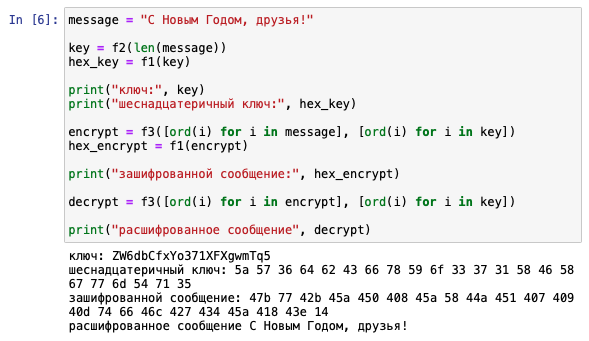 In [6]: message = "С Новым Годом, друзья!"
key = f2(len(message))
hex_key = f1(key)
print("ключ:", key)
print("шеснадцатеричный ключ:", hex_key)
encrypt = f3([ord(i) for i in message], [ord(i) for i in key])
hex_encrypt = f1(encrypt)
print("зашифрованной сообщение:", hex_encrypt)
decrypt = f3([ord(i) for i in encrypt], [ord(i) for i in key])
print("расшифрованное сообщение", decrypt)
ключ: ZW6dbCfxYo371XFXgwmTq5
шеснадцатеричный ключ: 5a 57 36 64 62 43 66 78 59 6f 33 37 31 58 46 58
67 77 6d 54 71 35
зашифрованной сообщение: 47b 77 42b 45a 450 408 45a 58 44a 451 407 409
40d 74 66 46c 427 434 45a 418 43e 14
расшифрованное сообщение С Новым Годом, друзья!